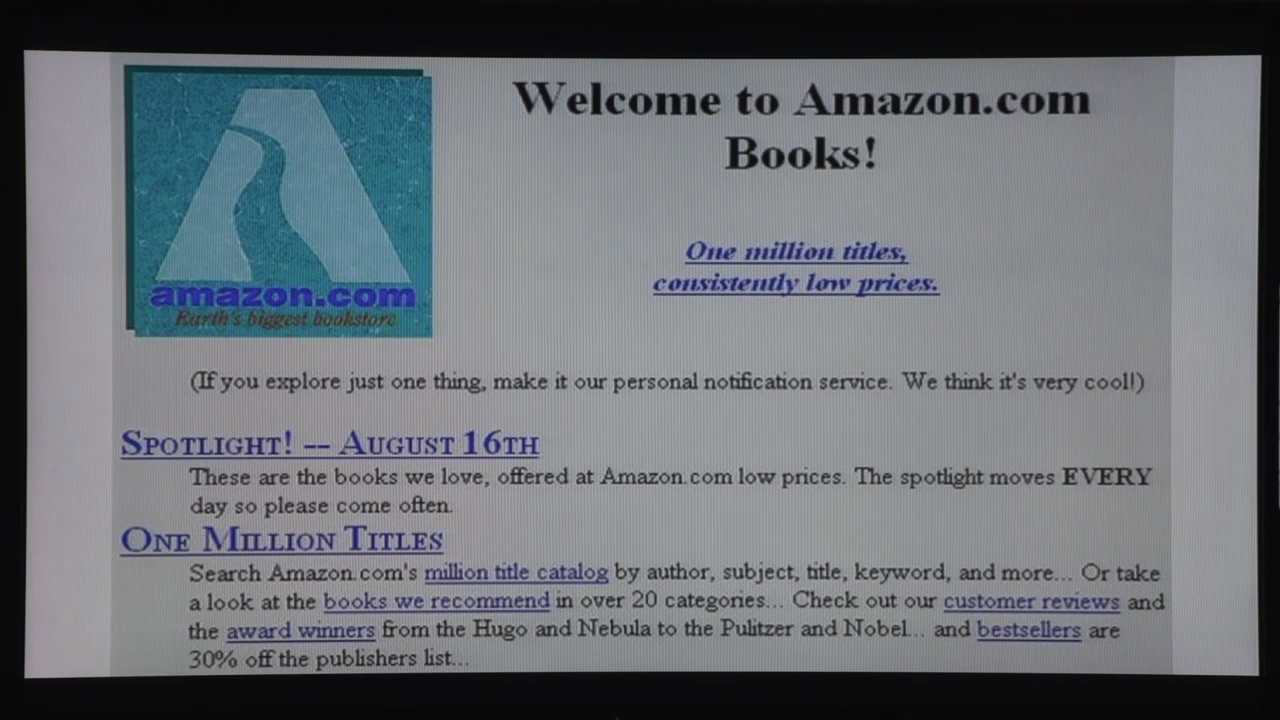 Welcome to Amazon.com
Books!
One million titles,
consistently low prices.
amazon.com
Earth's biggest bookstore
(If you explore just one thing, make it our personal notification service. We think it's very cool!)
SPOTLIGHT! -- AUGUST 16TH
These are the books we love, offered at Amazon.com low prices. The spotlight moves EVERY
day so please come often.
ONE MILLION TITLES
Search Amazon.com's million title catalog by author, subject, title, keyword, and more... Or take
a look at the books we recommend in over 20 categories... Check out our customer reviews and
the award winners from the Hugo and Nebula to the Pulitzer and Nobel... and bestsellers are
30% off the publishers list...